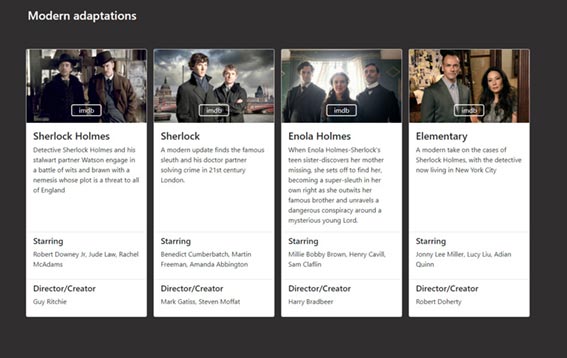 Modern adaptations
imdb
Sherlock Holmes
Detective Sherlock Holmes and his
stalwart partner Watson engage in
a battle of wits and brawn with a
nemesis whose plot is a threat to all
of England
Starring
Robert Downey Jr, Jude Law, Rachel
McAdams
Director/Creator
Guy Ritchie
imdb
Sherlock
A modern update finds the famous
sleuth and his doctor partner
solving crime in 21st century
London.
Starring
Benedict Cumberbatch, Martin
Freeman, Amanda Abbington
Director/Creator
Mark Gatiss, Steven Moffat
imdb
Enola Holmes
When Enola Holmes-Sherlock's
teen sister-discovers her mother
missing, she sets off to find her,
becoming a super-sleuth in her
own right as she outwits her
famous brother and unravels a
dangerous conspiracy around a
mysterious young Lord.
Starring
Millie Bobby Brown, Henry Cavill,
Sam Claflin
Director/Creator
Harry Bradbeer
imdb
Elementary
A modern take on the cases of
Sherlock Holmes, with the detective
now living in New York City
Starring
Jonny Lee Miller, Lucy Liu, Adian
Quinn
Director/Creator
Robert Doherty